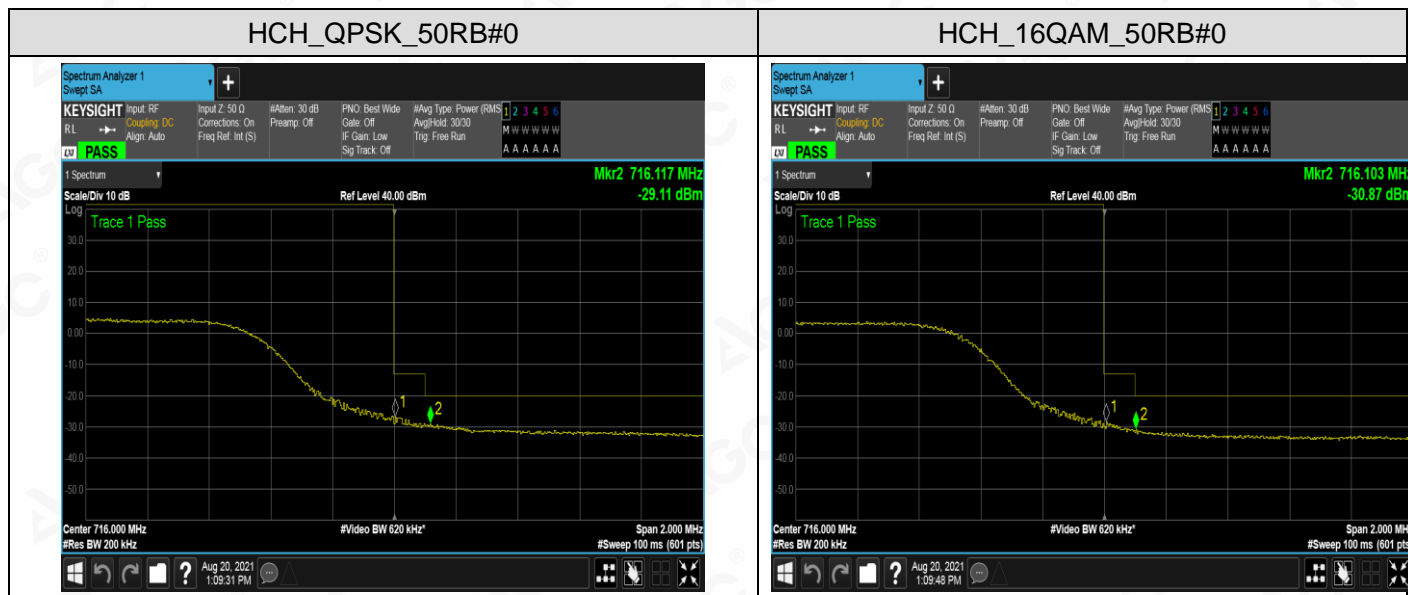 HCH_QPSK_50RB#0
Spectrum Analyzer 1
Swept SA
+
KEYSIGHT
RL
LXI
PASS
Input: RF
Coupling: DC
Align: Auto
Input Z: 50 Ω
Corrections: On
Freq Ref: Int (S)
#Atten: 30 dB
Preamp: Off
PNO: Best Wide
Gate: Off
IF Gain: Low
Sig Track: Off
#Avg Type: Power (RMS
Avg|Hold: 30/30
Trig: Free Run
1 2 3 4 5 6
M W W W W W
A A A A A A
1 Spectrum
Scale/Div 10 dB
Ref Level 40.00 dBm
Mkr2 716.117 MHz
-29.11 dBm
Log
Trace 1 Pass
30.0
20.0
10.0
0.00
-10.0
-20.0
-30.0
-40.0
-50.0
1
2
Center 716.000 MHz
#Video BW 620 kHz*
Span 2.000 MHz
#Res BW 200 kHz
#Sweep 100 ms (601 pts)
?
Aug 20, 2021
1:09:31 PM
HCH_16QAM_50RB#0
Spectrum Analyzer 1
Swept SA
+
KEYSIGHT
RL
LXI
PASS
Input: RF
Coupling: DC
Align: Auto
Input Z: 50 Ω
Corrections: On
Freq Ref: Int (S)
#Atten: 30 dB
Preamp: Off
PNO: Best Wide
Gate: Off
IF Gain: Low
Sig Track: Off
#Avg Type: Power (RMS
Avg|Hold: 30/30
Trig: Free Run
1 2 3 4 5 6
M W W W W W
A A A A A A
1 Spectrum
Scale/Div 10 dB
Ref Level 40.00 dBm
Mkr2 716.103 MHz
-30.87 dBm
Log
Trace 1 Pass
30.0
20.0
10.0
0.00
-10.0
-20.0
-30.0
-40.0
-50.0
1
2
Center 716.000 MHz
#Video BW 620 kHz*
Span 2.000 MH
#Res BW 200 kHz
#Sweep 100 ms (601 pts
?
Aug 20, 2021
1:09:48 PM